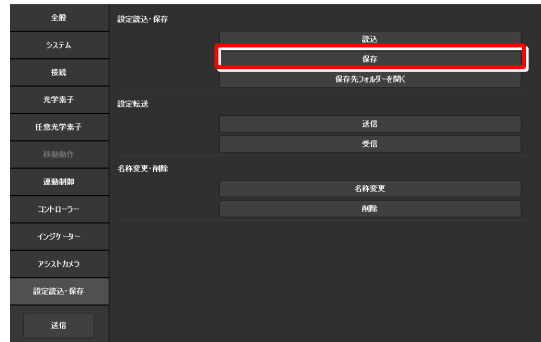 全般
システム
接続
光学素子
任意光学素子
移動動作
連動制御
コントローラー
インジケーター
アシストカメラ
設定読込・保存
送信
設定読込・保存
読込
保存
保存先フォルダーを開く
設定転送
送信
受信
名称変更・削除
名称変更
削除